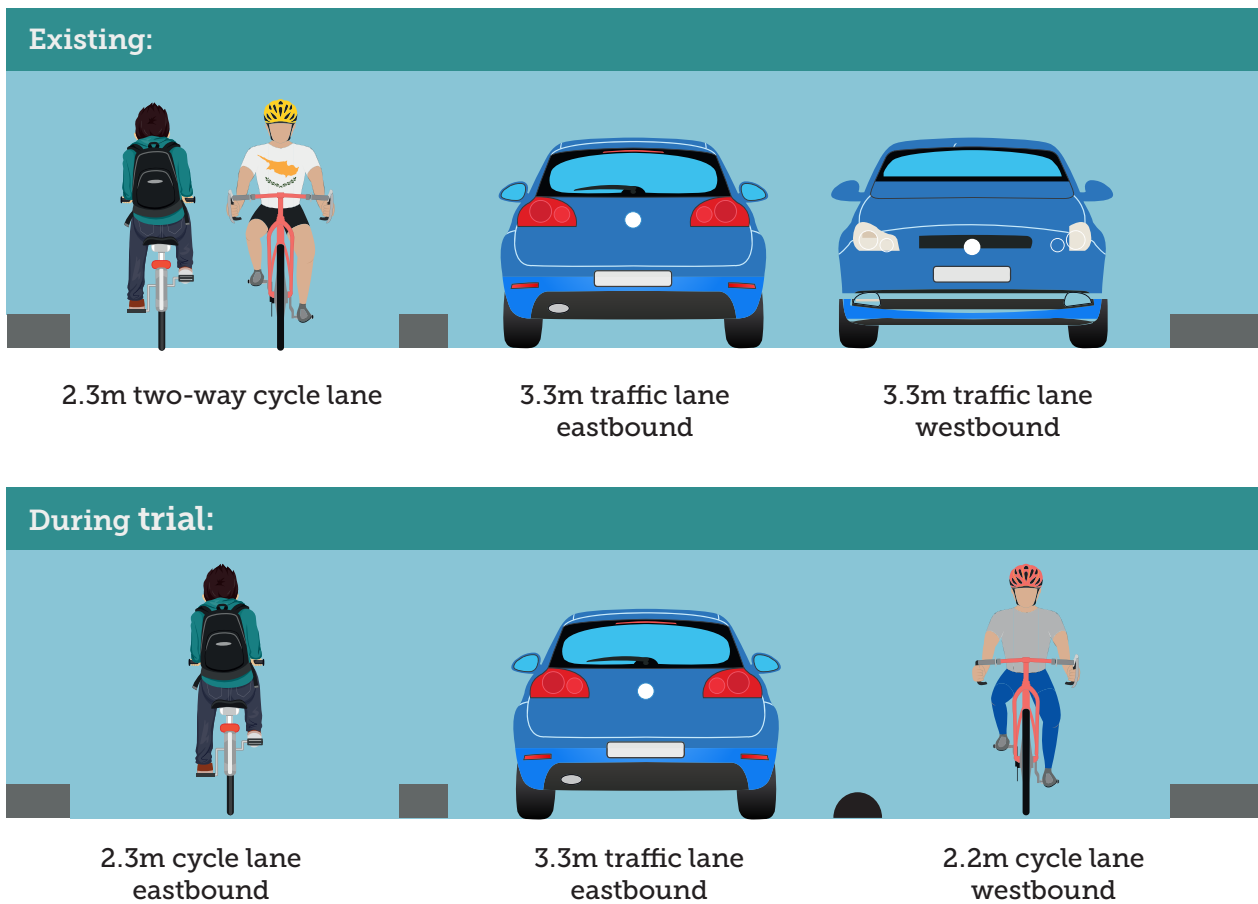 Existing:
2.3m two-way cycle lane
3.3m traffic lane
eastbound
3.3m traffic lane
westbound
During trial:
2.3m cycle lane
eastbound
3.3m traffic lane
eastbound
2.2m cycle lane
westbound